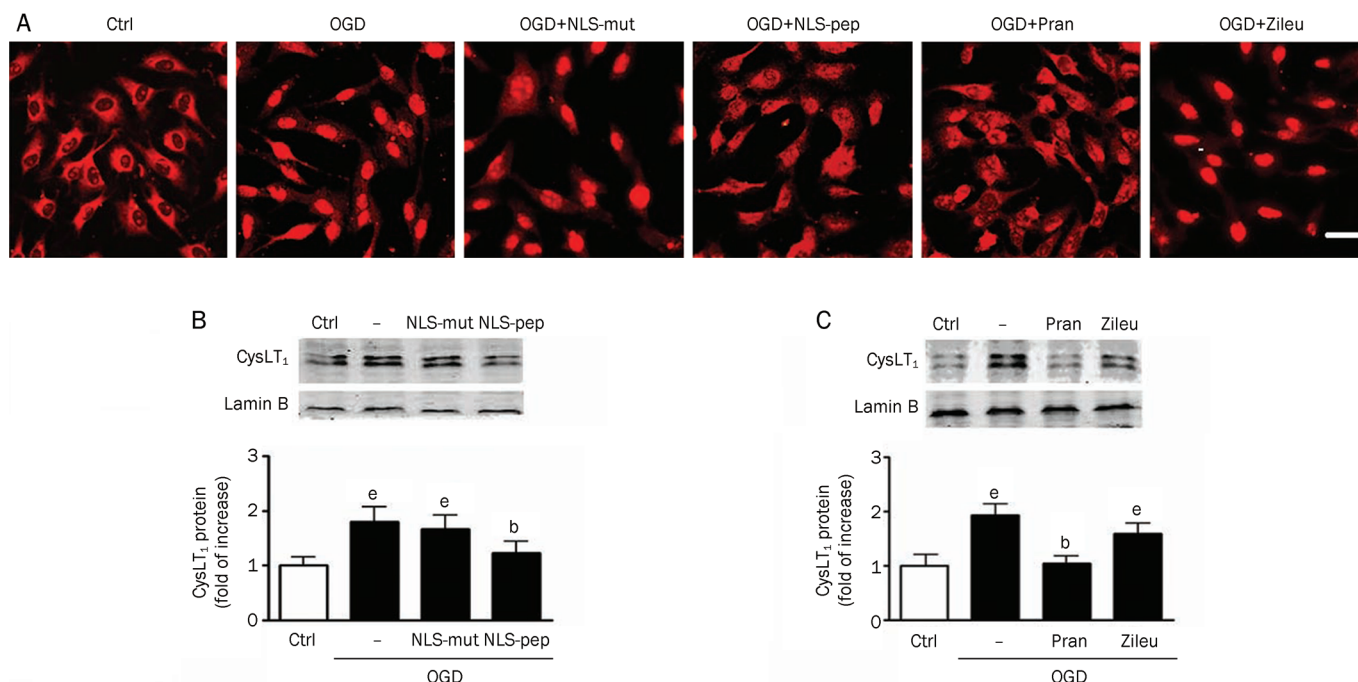 A
Ctrl OGD OGD+NLS-mut OGD+NLS-pep OGD+Pran OGD+Zileu
B
Ctrl – NLS-mut NLS-pep
CysLT₁
Lamin B
CysLT₁ protein
(fold of increase)
3
2
1
0
e e b
Ctrl – NLS-mut NLS-pep
OGD
C
Ctrl – Pran Zileu
CysLT₁
Lamin B
CysLT₁ protein
(fold of increase)
3
2
1
0
e b e
Ctrl – Pran Zileu
OGD